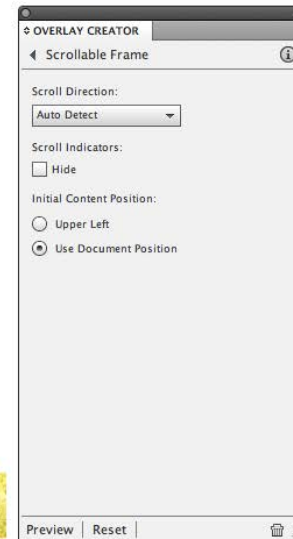 OVERLAY CREATOR
Scrollable Frame
Scroll Direction:
Auto Detect
Scroll Indicators:
Hide
Initial Content Position:
Upper Left
Use Document Position
Preview | Reset |